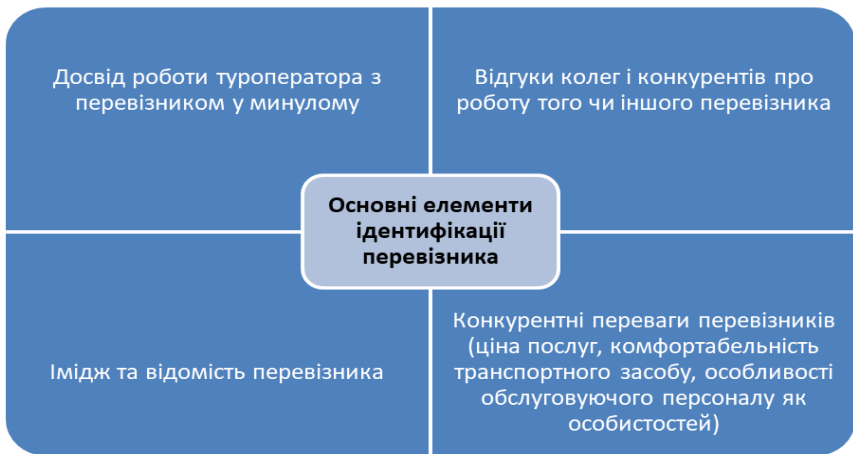 Досвід роботи туроператора з
перевізником у минулому
Відгуки колег і конкурентів про
роботу того чи іншого перевізника
Основні елементи
ідентифікації
перевізника
Імідж та відомість перевізника
Конкурентні переваги перевізників
(ціна послуг, комфортабельність
транспортного засобу, особливості
обслуговуючого персоналу як
особистостей)